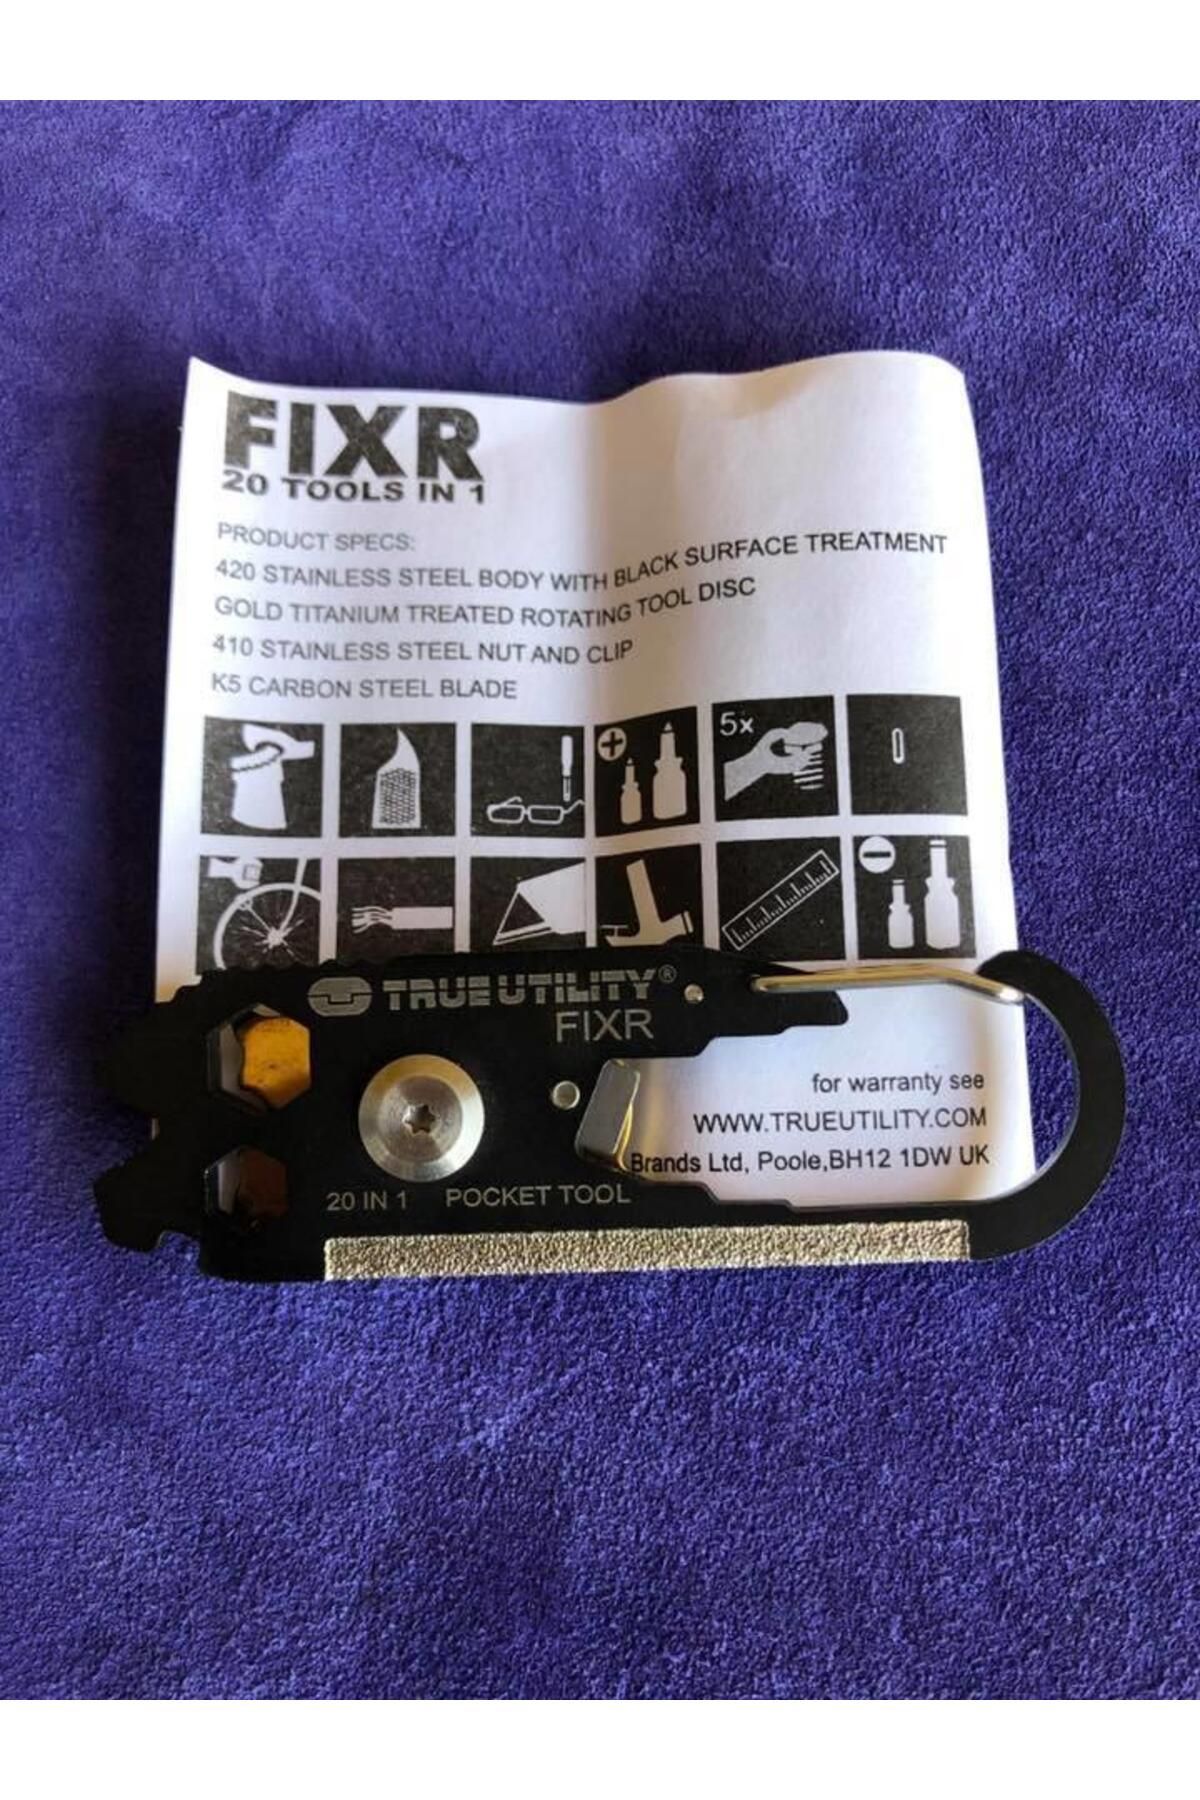 FIXR
20 TOOLS IN 1
PRODUCT SPECS:
420 STAINLESS STEEL BODY WITH BLACK SURFACE TREATMENT
GOLD TITANIUM TREATED ROTATING TOOL DISC
410 STAINLESS STEEL NUT AND CLIP
K5 CARBON STEEL BLADE
5x
TRUE UTILITY®
FIXR
20 IN 1 POCKET TOOL
for warranty see
WWW.TRUEUTILITY.COM
Brands Ltd, Poole,BH12 1DW UK